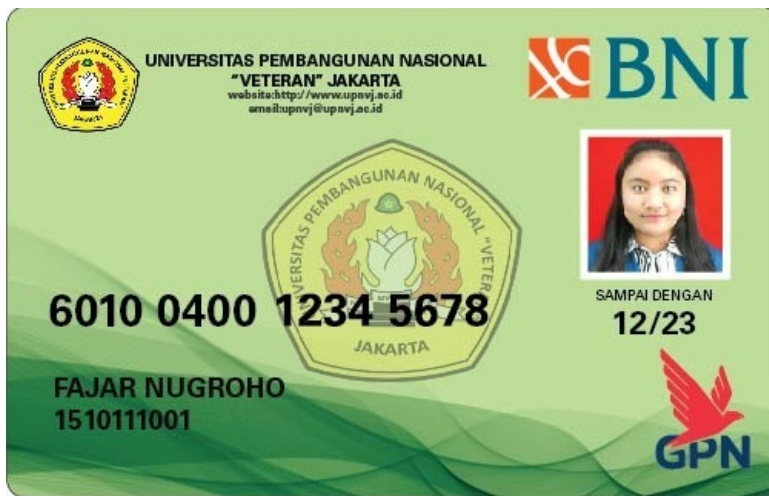 UNIVERSITAS PEMBANGUNAN NASIONAL
"VETERAN" JAKARTA
website:http://www.upnvj.ac.id
email:upnvj@upnvj.ac.id
BNI
UNIVERSITAS PEMBANGUNAN NASIONAL "VETERAN"
JAKARTA
6010 0400 1234 5678
SAMPAI DENGAN
12/23
FAJAR NUGROHO
1510111001
GPN